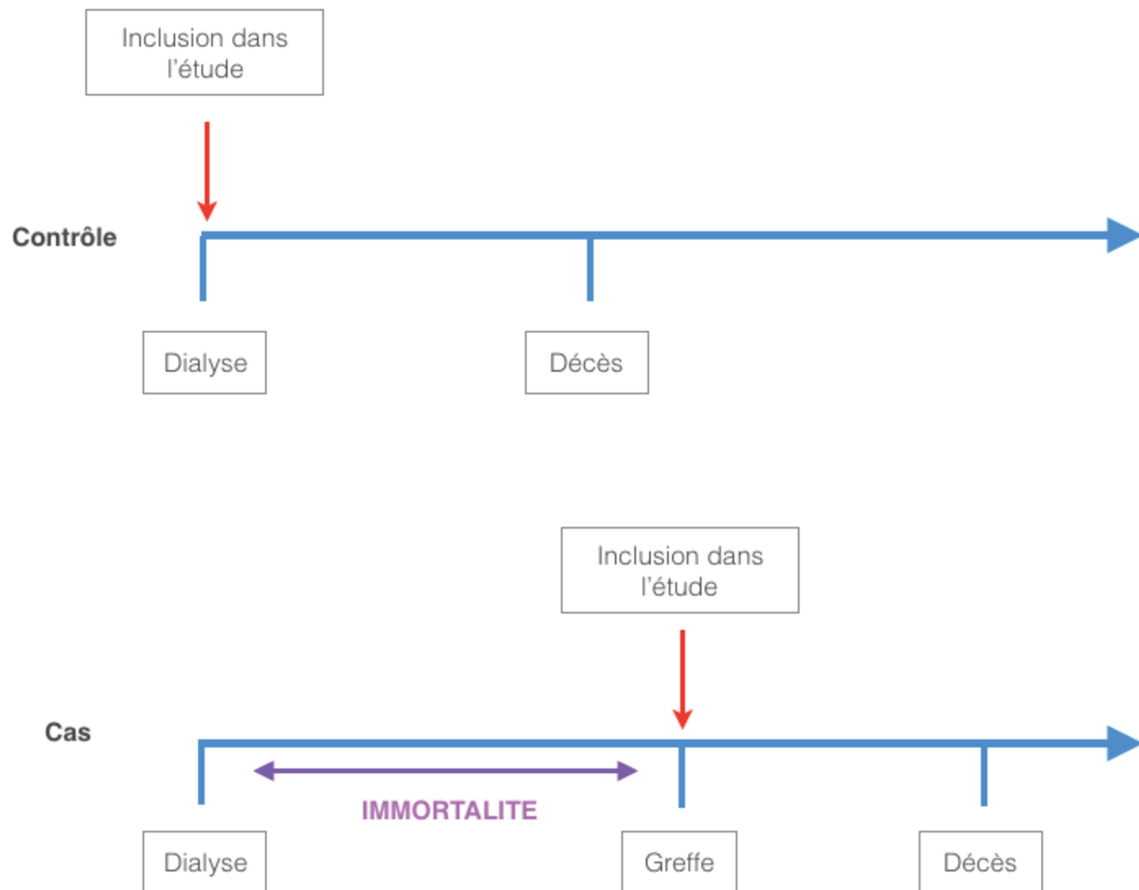 Inclusion dans
l'étude
Contrôle
Dialyse
Décès
Inclusion dans
l'étude
Cas
IMMORTALITE
Dialyse
Greffe
Décès